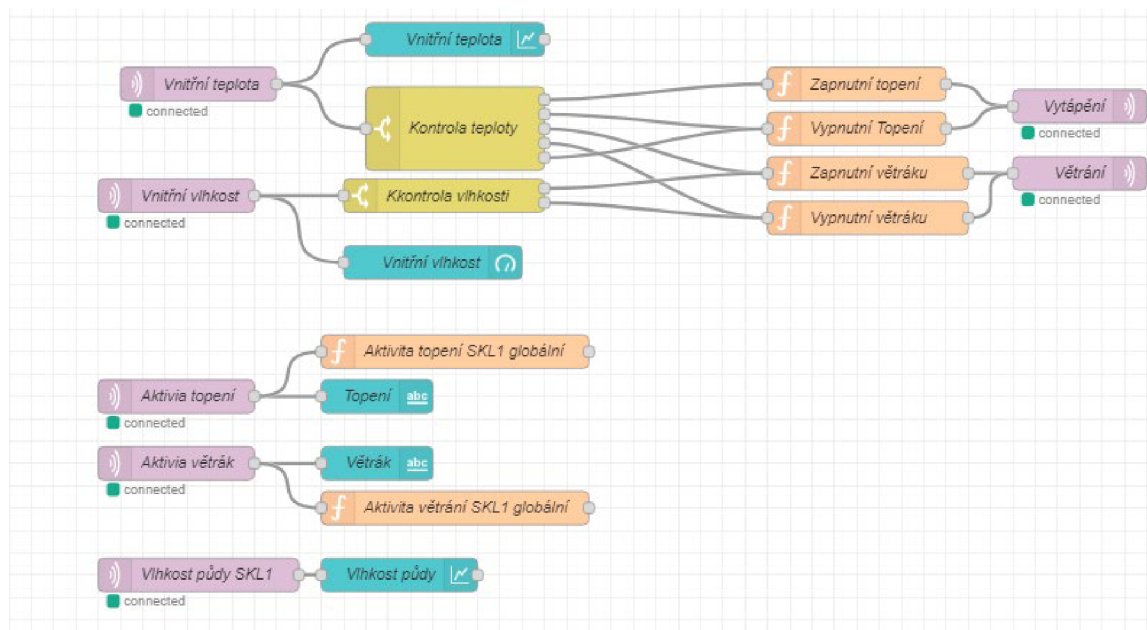 Vnitřní teplota
Vnitřní teplota
connected
Kontrola teploty
Zapnutní topení
Vypnutní Topení
Vytápění
connected
Zapnutní větráku
Větrání
connected
Vypnutní větráku
Vnitřní vlhkost
connected
Kkontrola vlhkosti
Vnitřní vlhkost
Aktivita topení SKL1 globální
Aktivia topení
connected
Topení
abc
Aktivia větrák
connected
Větrák
abc
Aktivita větrání SKL1 globální
Vlhkost půdy SKL1
connected
Vlhkost půdy